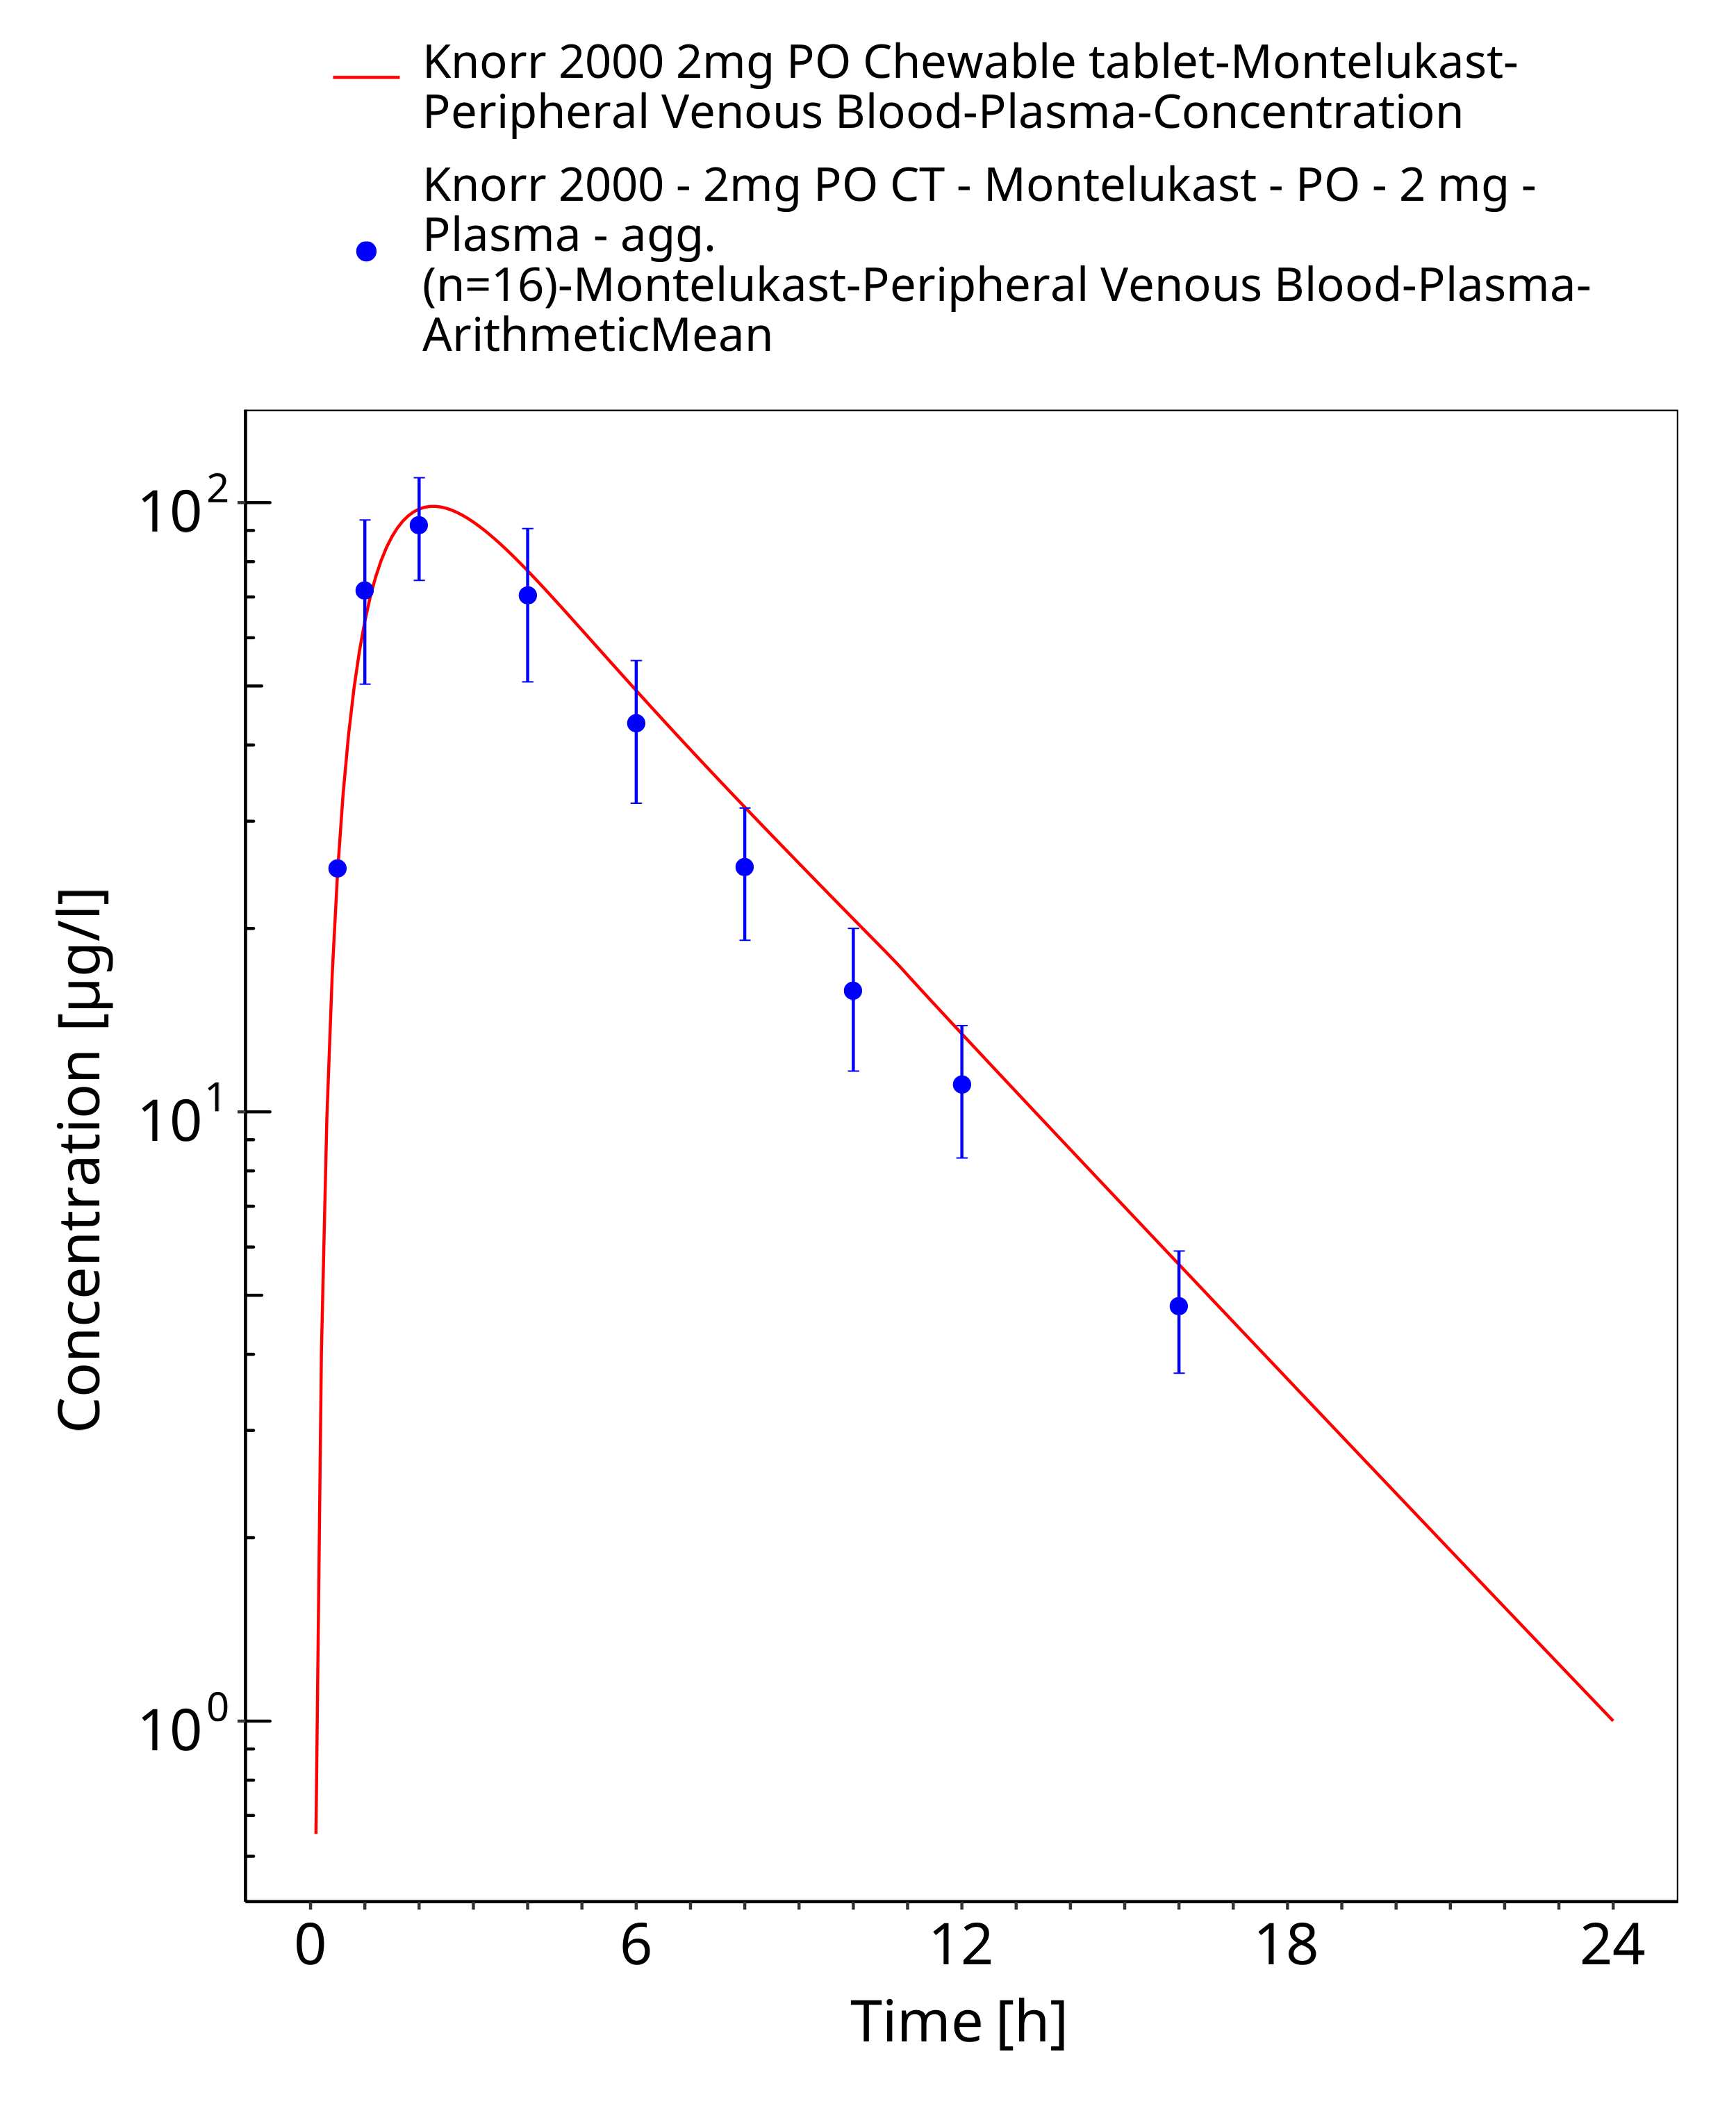 Knorr 2000 2mg PO Chewable tablet-Montelukast-
Peripheral Venous Blood-Plasma-Concentration
Knorr 2000 - 2mg PO CT - Montelukast - PO - 2 mg -
Plasma - agg.
(n=16)-Montelukast-Peripheral Venous Blood-Plasma-
ArithmeticMean
10²
10¹
10⁰
Concentration [µg/l]
0 6 12 18 24
Time [h]